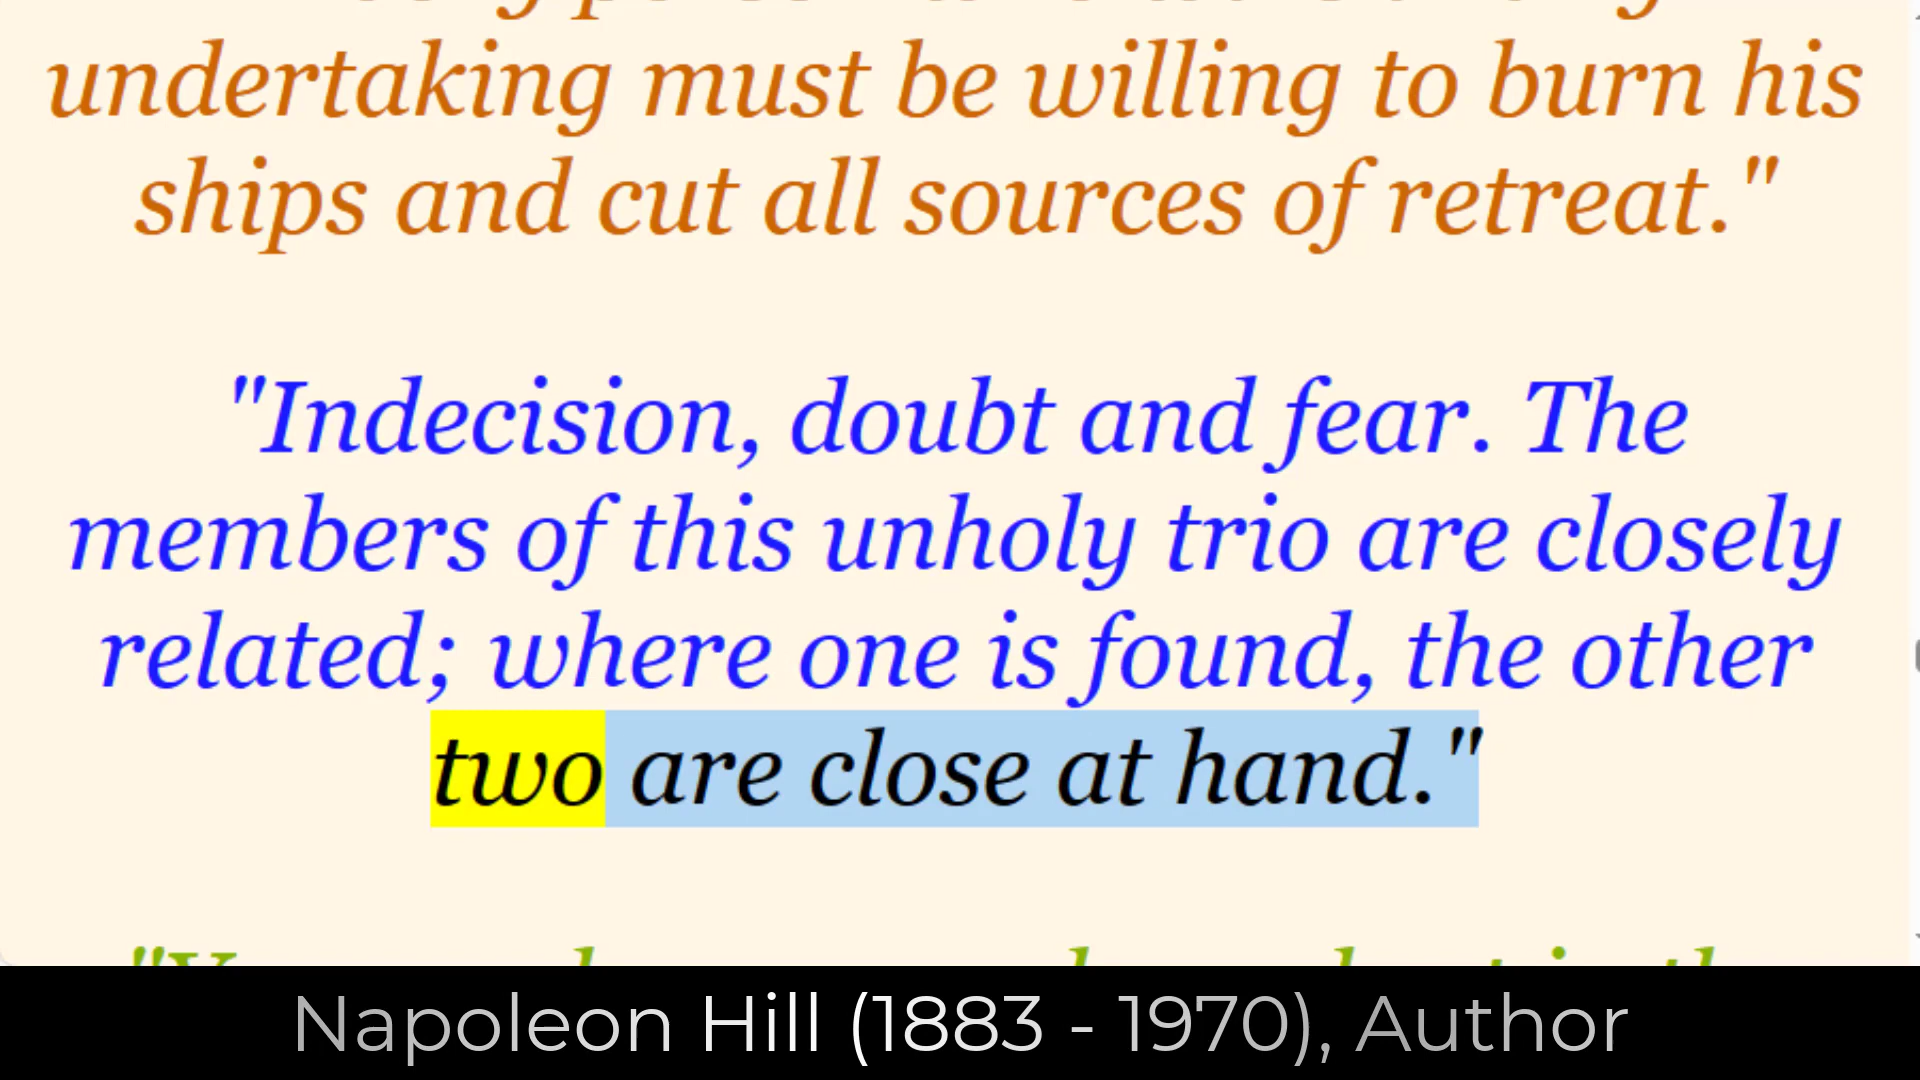 undertaking must be willing to burn his
ships and cut all sources of retreat."
"Indecision, doubt and fear. The
members of this unholy trio are closely
related; where one is found, the other
two are close at hand."
Napoleon Hill (1883 - 1970), Author